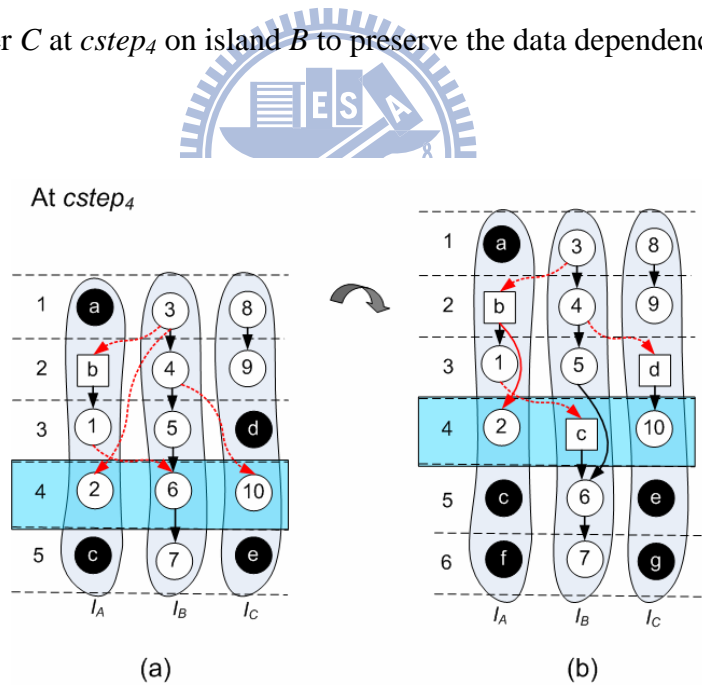 er C at cstep4 on island B to preserve the data dependenc
E S A
8
At cstep4
1 a 3 8
2 b 4 9
3 1 5 d
4 2 6 10
5 c 7 e
IA IB IC
(a)
1 a 3 8
2 b 4 9
3 1 5 d
4 2 c 10
5 c 6 e
6 f 7 g
IA IB IC
(b)